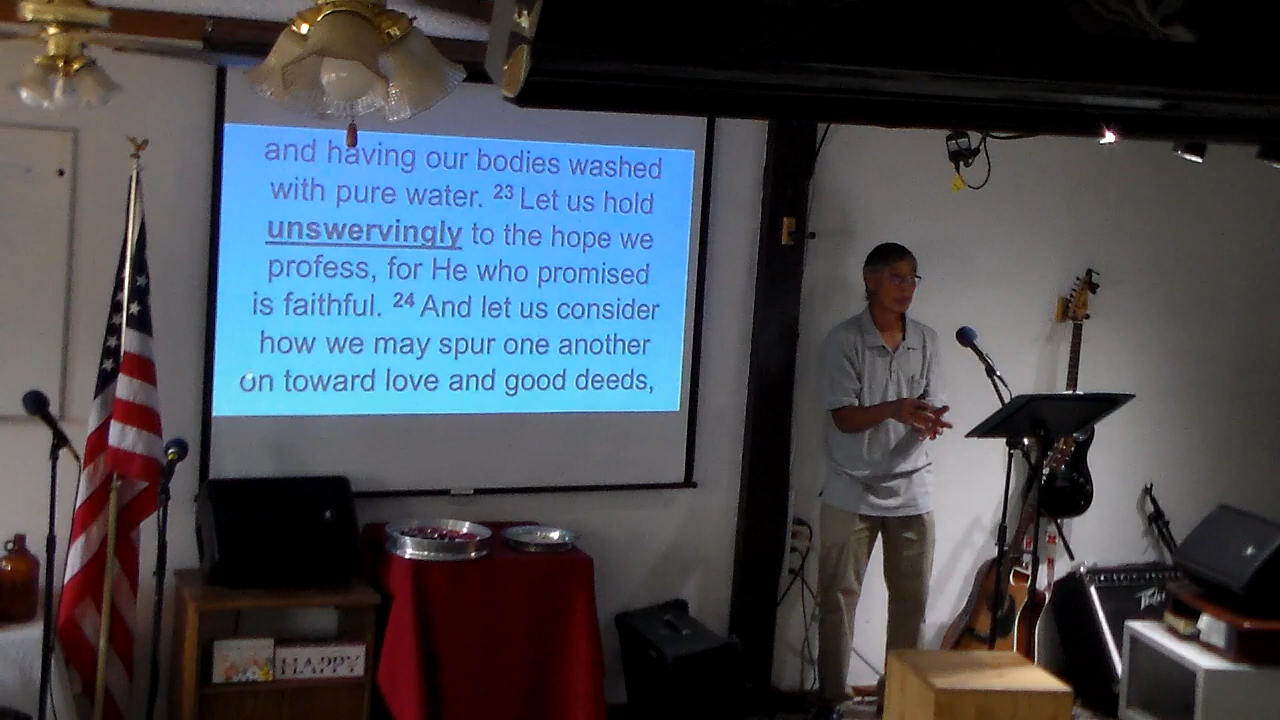 and having our bodies washed
with pure water. 23 Let us hold
unswervingly to the hope we
profess, for He who promised
is faithful. 24 And let us consider
how we may spur one another
on toward love and good deeds,
HAPPY